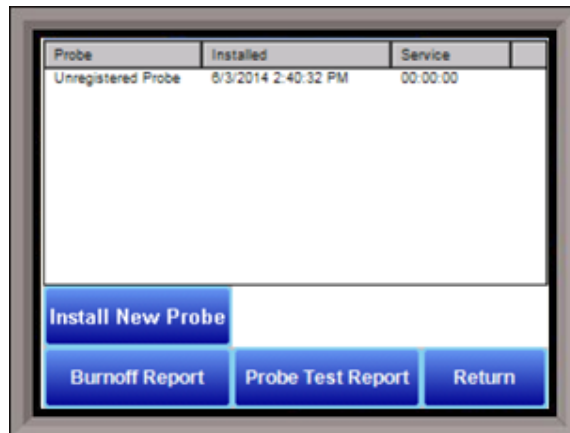 Probe Installed Service
Unregistered Probe 6/3/2014 2:40:32 PM 00:00:00
Install New Probe
Burnoff Report Probe Test Report Return